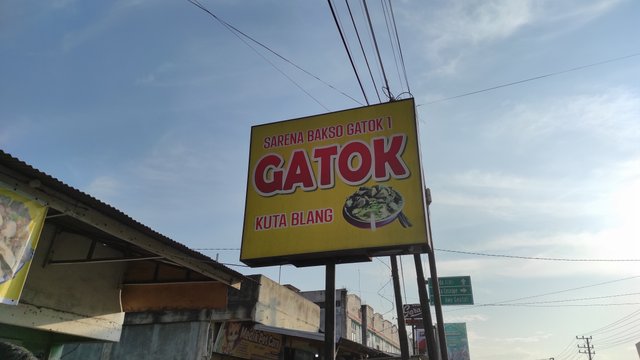 SARENA BAKSO GATOK 1
GATOK
KUTA BLANG